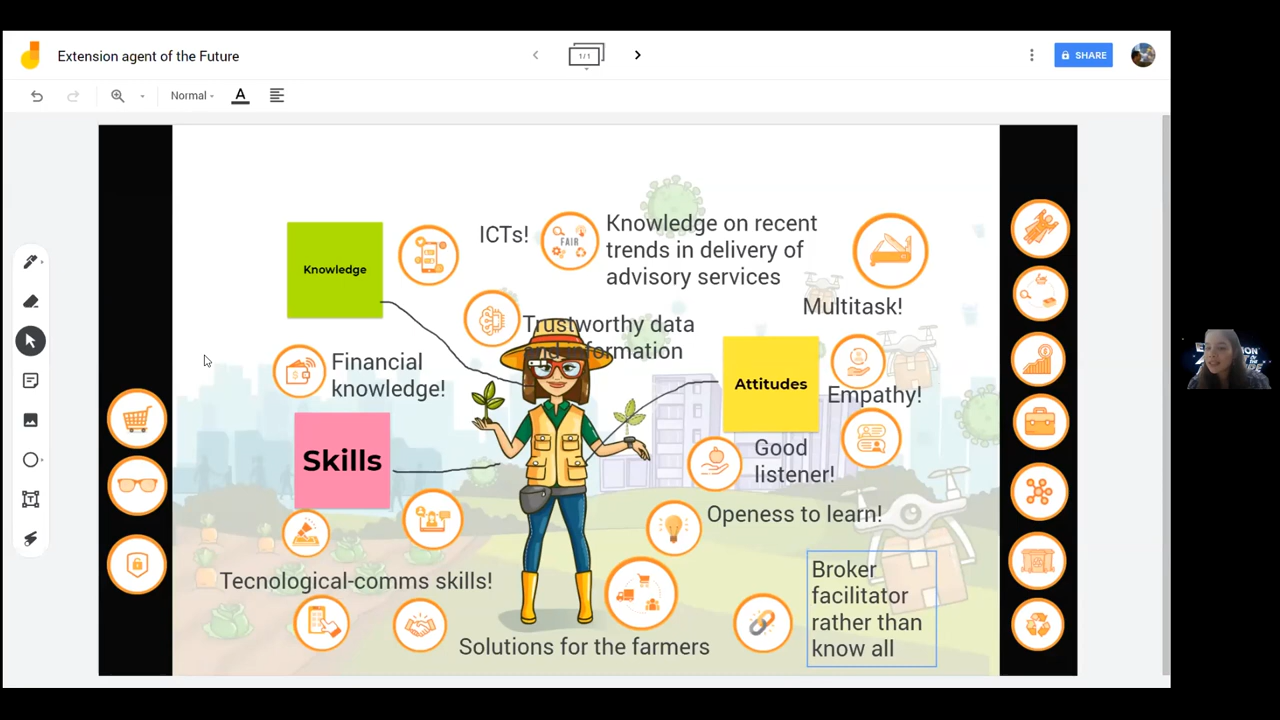 Extension agent of the Future
1/1
SHARE
Normal
A
ICTs!
FAIR
Knowledge on recent
trends in delivery of
advisory services
Knowledge
Multitask!
Trustworthy data
formation
Financial
knowledge!
Attitudes
Empathy!
Skills
Good
listener!
Openess to learn!
Tecnological-comms skills!
Solutions for the farmers
Broker
facilitator
rather than
know all